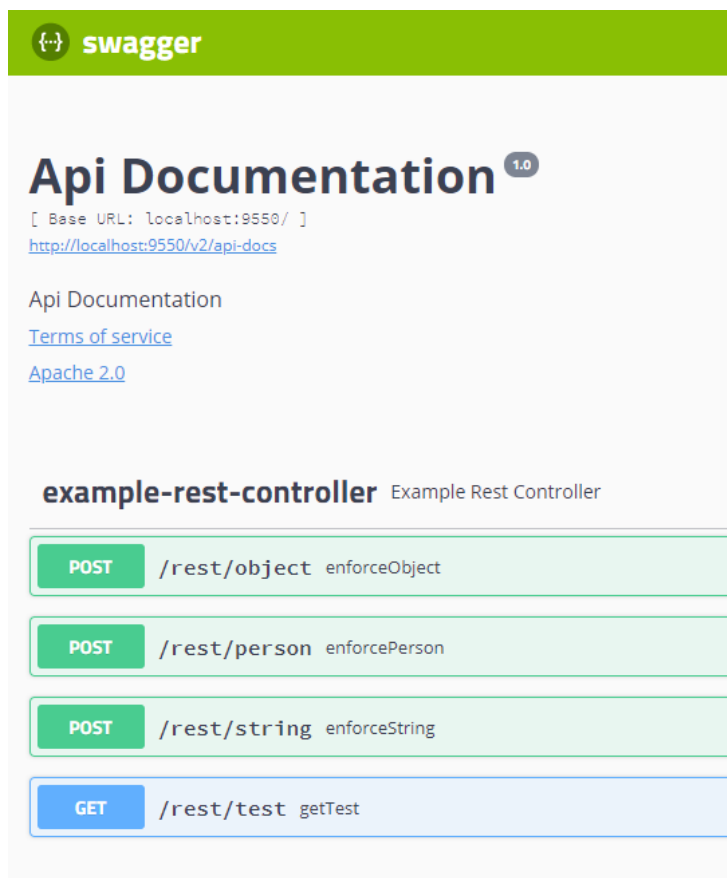 {···} swagger
Api Documentation 1.0
[ Base URL: localhost:9550/ ]
http://localhost:9550/v2/api-docs
Api Documentation
Terms of service
Apache 2.0
example-rest-controller Example Rest Controller
POST /rest/object enforceObject
POST /rest/person enforcePerson
POST /rest/string enforceString
GET /rest/test getTest